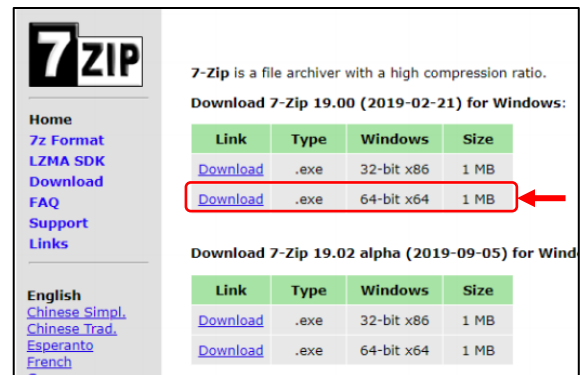 7ZIP
Home
7z Format
LZMA SDK
Download
FAQ
Support
Links
English
Chinese Simpl.
Chinese Trad.
Esperanto
French
7-Zip is a file archiver with a high compression ratio.
Download 7-Zip 19.00 (2019-02-21) for Windows:
Link Type Windows Size
Download .exe 32-bit x86 1 MB
Download .exe 64-bit x64 1 MB
Download 7-Zip 19.02 alpha (2019-09-05) for Wind
Link Type Windows Size
Download .exe 32-bit x86 1 MB
Download .exe 64-bit x64 1 MB